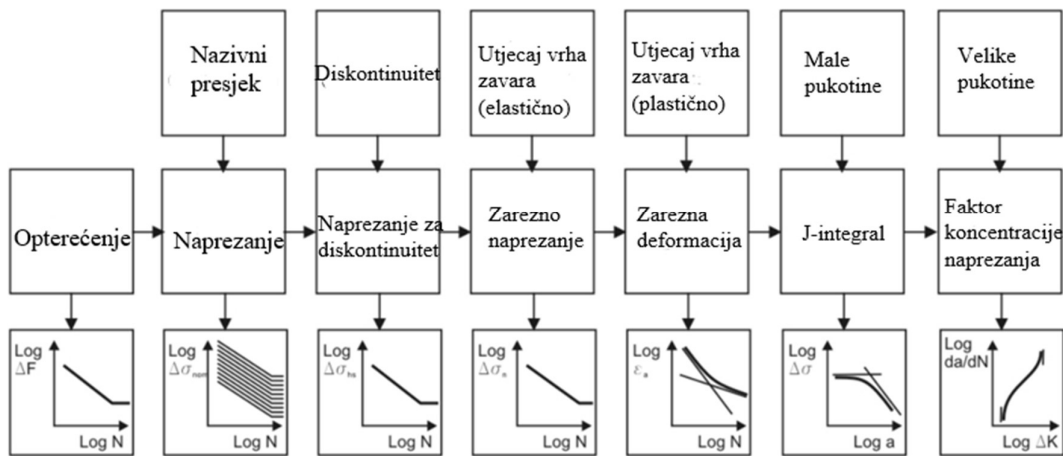 Nazivni
presjek
Diskontinuitet
Utjecaj vrha
zavara
(elastično)
Utjecaj vrha
zavara
(plastično)
Male
pukotine
Velike
pukotine
Opterećenje
Naprezanje
Naprezanje za
diskontinuitet
Zarezno
naprezanje
Zarezna
deformacija
J-integral
Faktor
koncentracije
naprezanja
Log
ΔF
Log N
Log
Δσnom
Log N
Log
Δσhs
Log N
Log
Δσn
Log N
Log
εa
Log N
Log
Δσ
Log a
Log
da/dN
Log ΔK